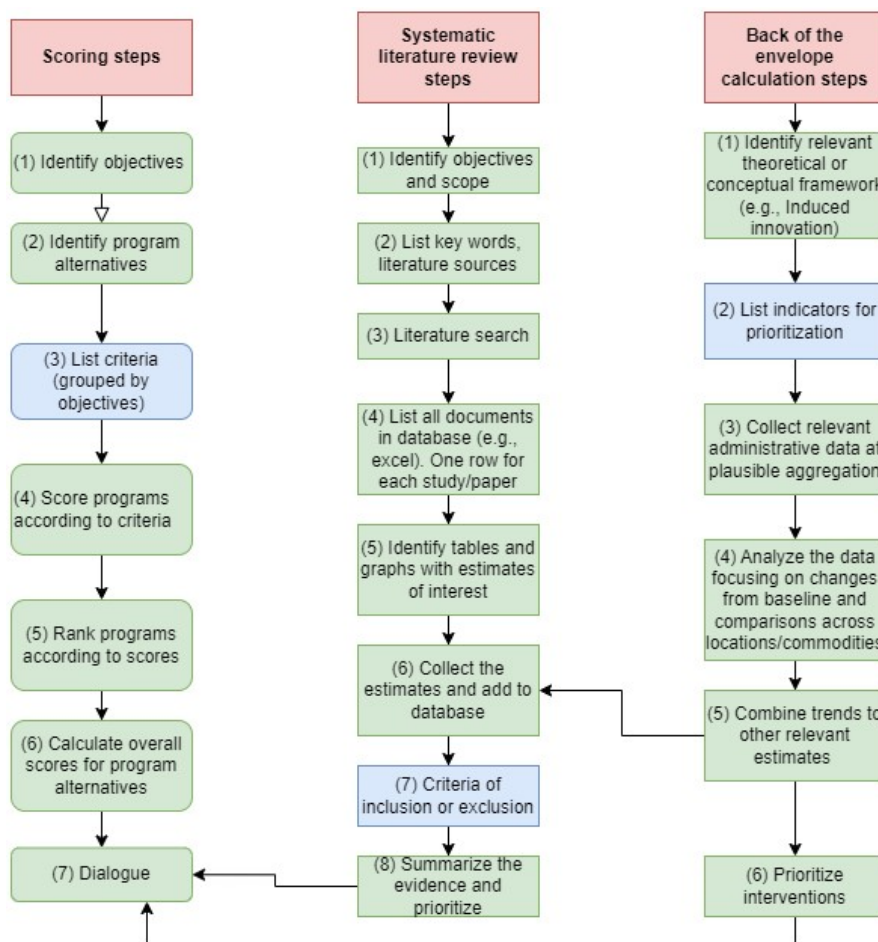 Scoring steps
(1) Identify objectives
(2) Identify program
alternatives
(3) List criteria
(grouped by
objectives)
(4) Score programs
according to criteria
(5) Rank programs
according to scores
(6) Calculate overall
scores for program
alternatives
(7) Dialogue
Systematic
literature review
steps
(1) Identify objectives
and scope
(2) List key words,
literature sources
(3) Literature search
(4) List all documents
in database (e.g.,
excel). One row for
each study/paper
(5) Identify tables and
graphs with estimates
of interest
(6) Collect the
estimates and add to
database
(7) Criteria of
inclusion or exclusion
(8) Summarize the
evidence and
prioritize
Back of the
envelope
calculation steps
(1) Identify relevant
theoretical or
conceptual framework
(e.g., Induced
innovation)
(2) List indicators for
prioritization
(3) Collect relevant
administrative data at
plausible aggregation
(4) Analyze the data
focusing on changes
from baseline and
comparisons across
locations/commodities
(5) Combine trends to
other relevant
estimates
(6) Prioritize
interventions